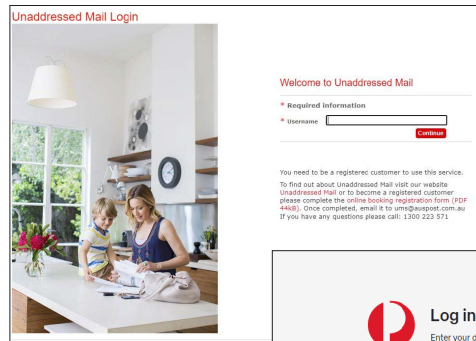 Unaddressed Mail Login
Welcome to Unaddressed Mail
* Required information
* Username
Continue
You need to be a registered customer to use this service.
To find out about Unaddressed Mail visit our website
Unaddressed Mail or to become a registered customer
please complete the online booking registration form (PDF
44kB). Once completed, email it to ums@auspost.com.au
If you have any questions please call: 1300 223 571
Log in
Enter your